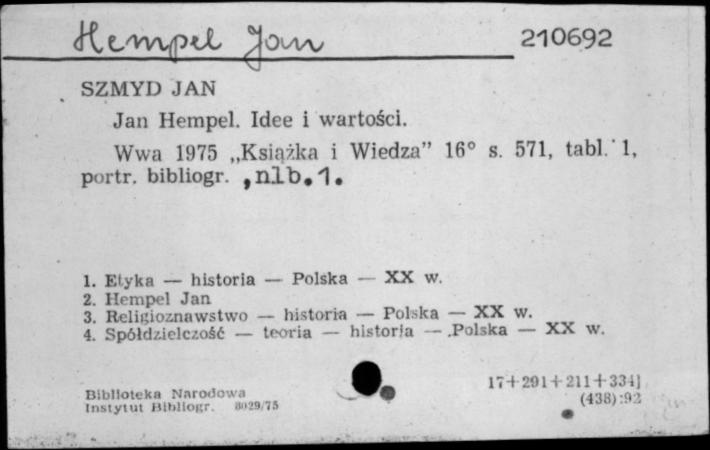 Hempel Jan 210692
SZMYD JAN
Jan Hempel. Idee i wartości.
Wwa 1975 „Książka i Wiedza” 16° s. 571, tabl. 1,
portr. bibliogr. ,nlb.1.
1. Etyka — historia — Polska — XX w.
2. Hempel Jan
3. Religioznawstwo — historia — Polska — XX w.
4. Spółdzielczość — teoria — historia — Polska — XX w.
17+291+211+334]
Biblioteka Narodowa (438):92
Instytut Bibliogr. 8029/75